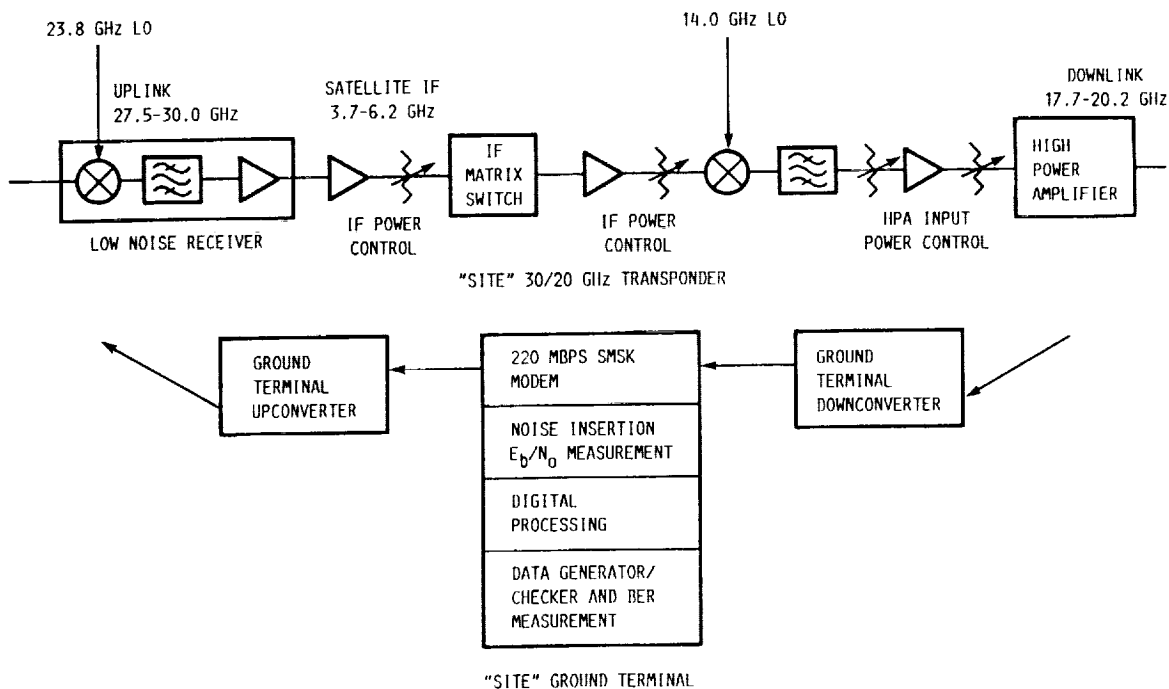 23.8 GHz LO
14.0 GHz LO
UPLINK
27.5-30.0 GHz
SATELLITE IF
3.7-6.2 GHz
DOWNLINK
17.7-20.2 GHz
IF
MATRIX
SWITCH
HIGH
POWER
AMPLIFIER
LOW NOISE RECEIVER
IF POWER
CONTROL
IF POWER
CONTROL
HPA INPUT
POWER CONTROL
"SITE" 30/20 GHz TRANSPONDER
GROUND
TERMINAL
UPCONVERTER
220 MBPS SMSK
MODEM
NOISE INSERTION
Eb/No MEASUREMENT
DIGITAL
PROCESSING
DATA GENERATOR/
CHECKER AND BER
MEASUREMENT
GROUND
TERMINAL
DOWNCONVERTER
"SITE" GROUND TERMINAL